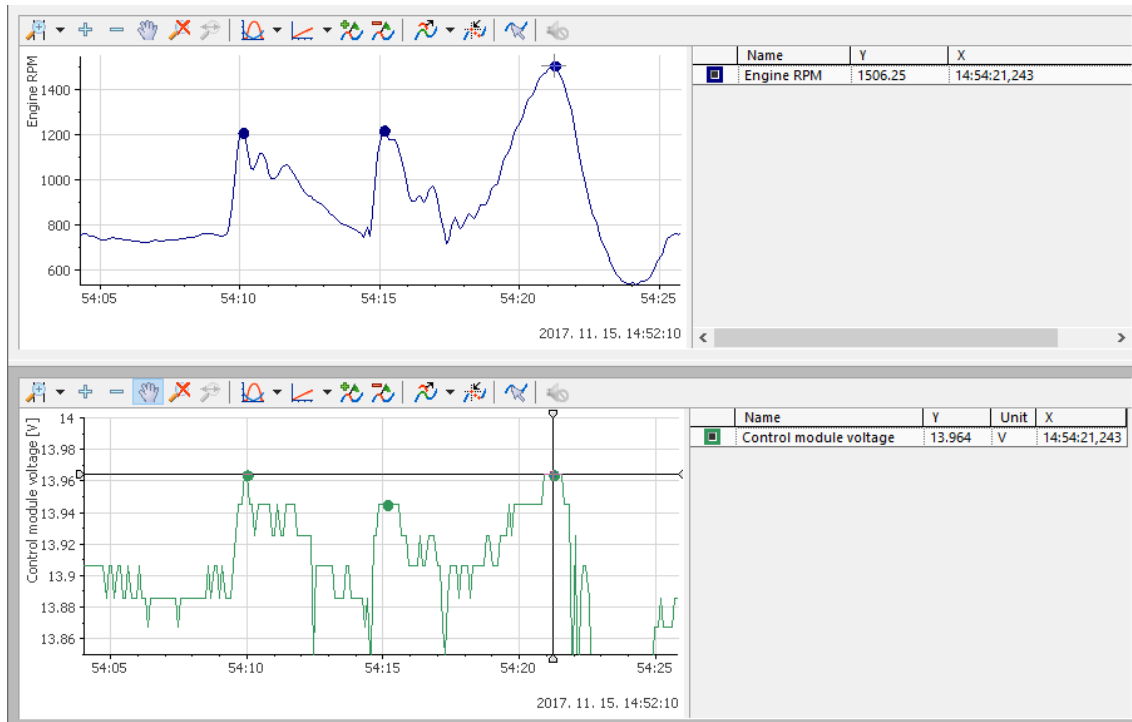 Name Y X
Engine RPM 1506.25 14:54:21,243
Engine RPM
1400
1200
1000
800
600
54:05 54:10 54:15 54:20 54:25
2017. 11. 15. 14:52:10
Name Y Unit X
Control module voltage 13.964 V 14:54:21,243
Control module voltage [V]
14
13.98
13.96
13.94
13.92
13.9
13.88
13.86
54:05 54:10 54:15 54:20 54:25
2017. 11. 15. 14:52:10